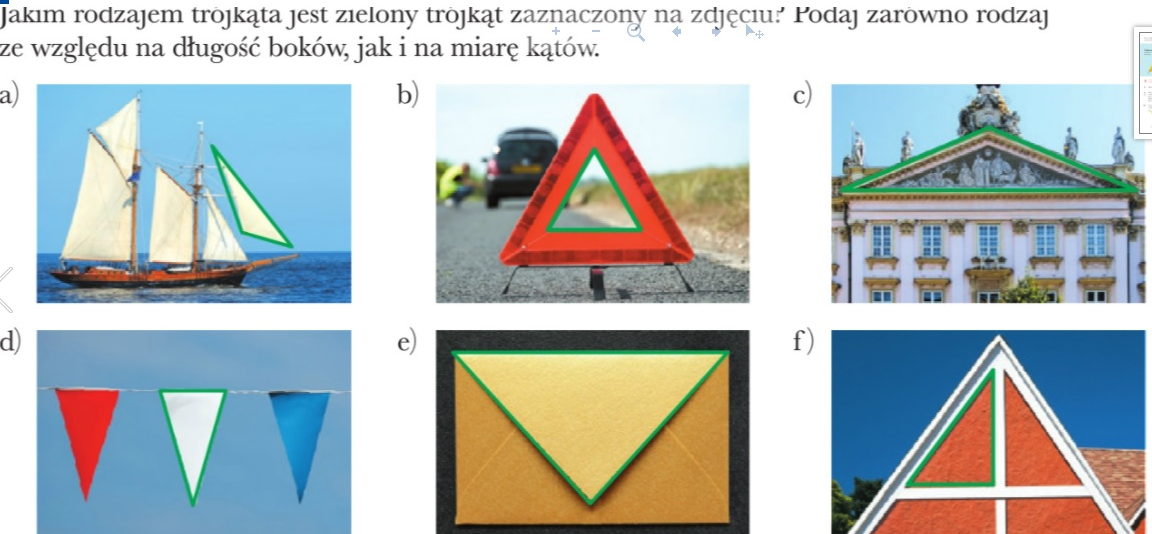 Jakim rodzajem trójkąta jest zielony trójkąt zaznaczony na zdjęciu? Podaj zarówno rodzaj
ze względu na długość boków, jak i na miarę kątów.
a)
b)
c)
d)
e)
f)